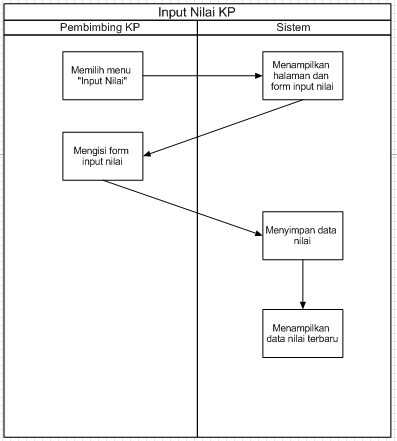 Input Nilai KP
Pembimbing KP
Sistem
Memilih menu
"Input Nilai"
Menampilkan
halaman dan
form input nilai
Mengisi form
input nilai
Menyimpan data
nilai
Menampilkan
data nilai terbaru